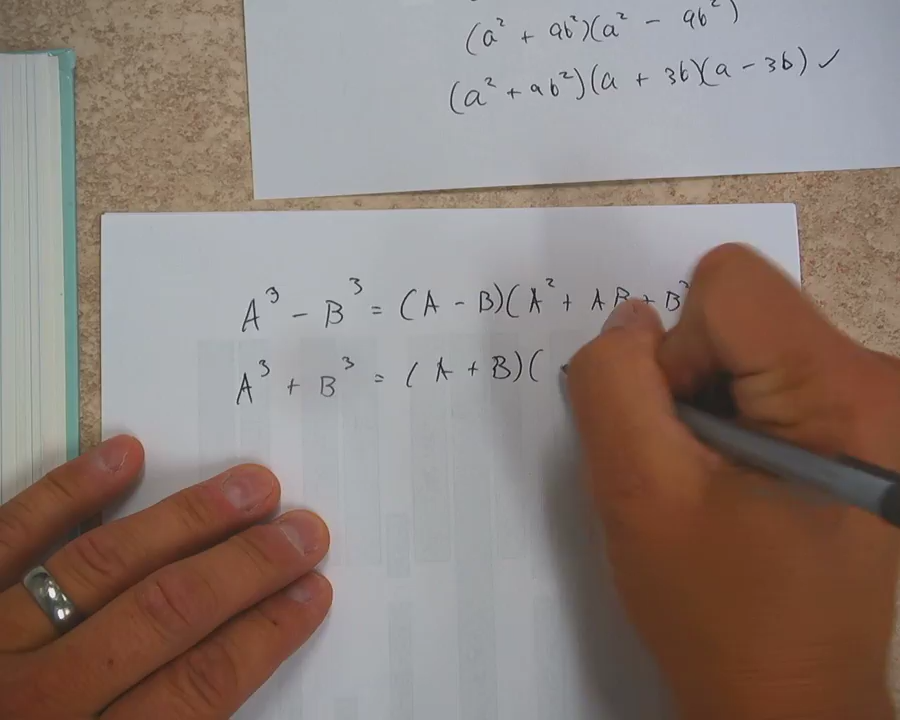 (a² + 9b²)(a² - 9b²)
(a² + 9b²)(a + 3b)(a - 3b) ✓
A³ - B³ = (A - B)(A² + AB + B²
A³ + B³ = (A + B)(